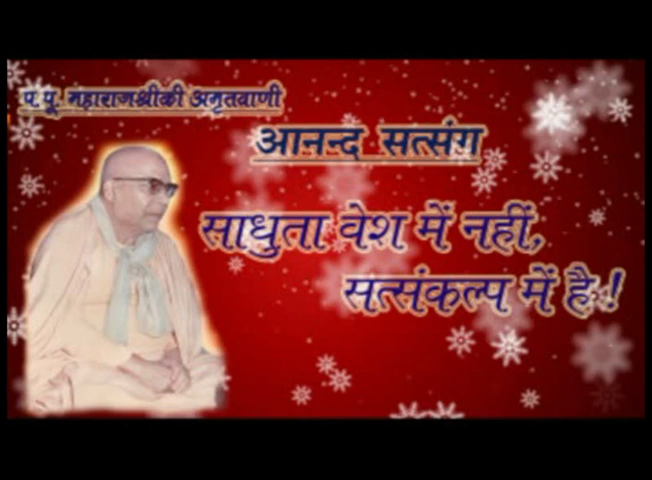 प.पू. महाराजश्रीकी अमृतवाणी
आनन्द सत्संग
साधुता वेश में नहीं,
सत्संकल्प में है !